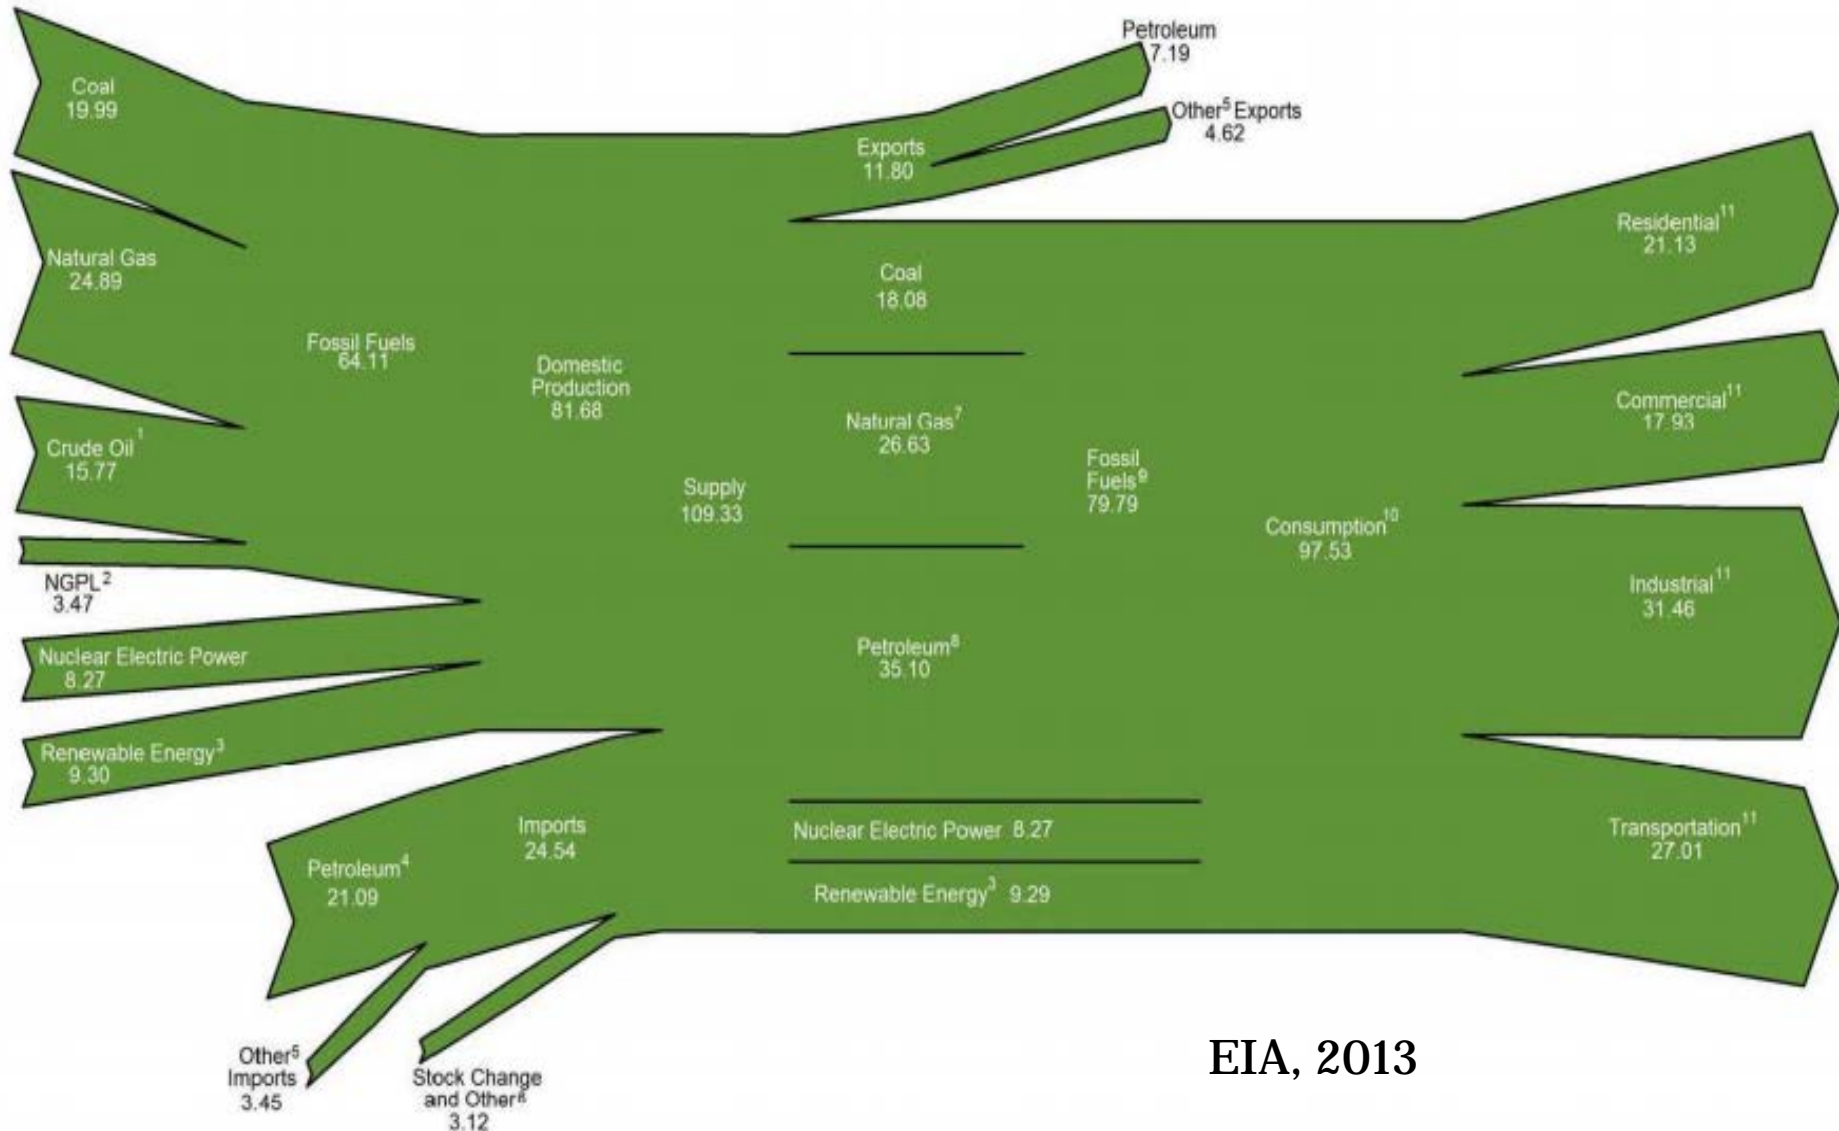 Coal
19.99
Natural Gas
24.89
Crude Oil¹
15.77
NGPL²
3.47
Nuclear Electric Power
8.27
Renewable Energy³
9.30
Fossil Fuels
64.11
Domestic
Production
81.68
Petroleum⁴
21.09
Imports
24.54
Other⁵
Imports
3.45
Stock Change
and Other⁶
3.12
Supply
109.33
Petroleum
7.19
Other⁵ Exports
4.62
Exports
11.80
Coal
18.08
Natural Gas⁷
26.63
Petroleum⁸
35.10
Nuclear Electric Power 8.27
Renewable Energy³ 9.29
Fossil
Fuels⁹
79.79
Consumption¹⁰
97.53
Residential¹¹
21.13
Commercial¹¹
17.93
Industrial¹¹
31.46
Transportation¹¹
27.01
EIA, 2013